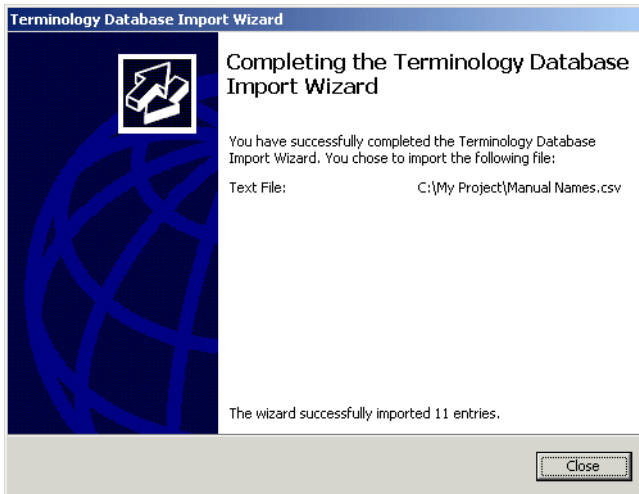 Terminology Database Import Wizard
Completing the Terminology Database
Import Wizard
You have successfully completed the Terminology Database
Import Wizard. You chose to import the following file:
Text File: C:\My Project\Manual Names.csv
The wizard successfully imported 11 entries.
Close